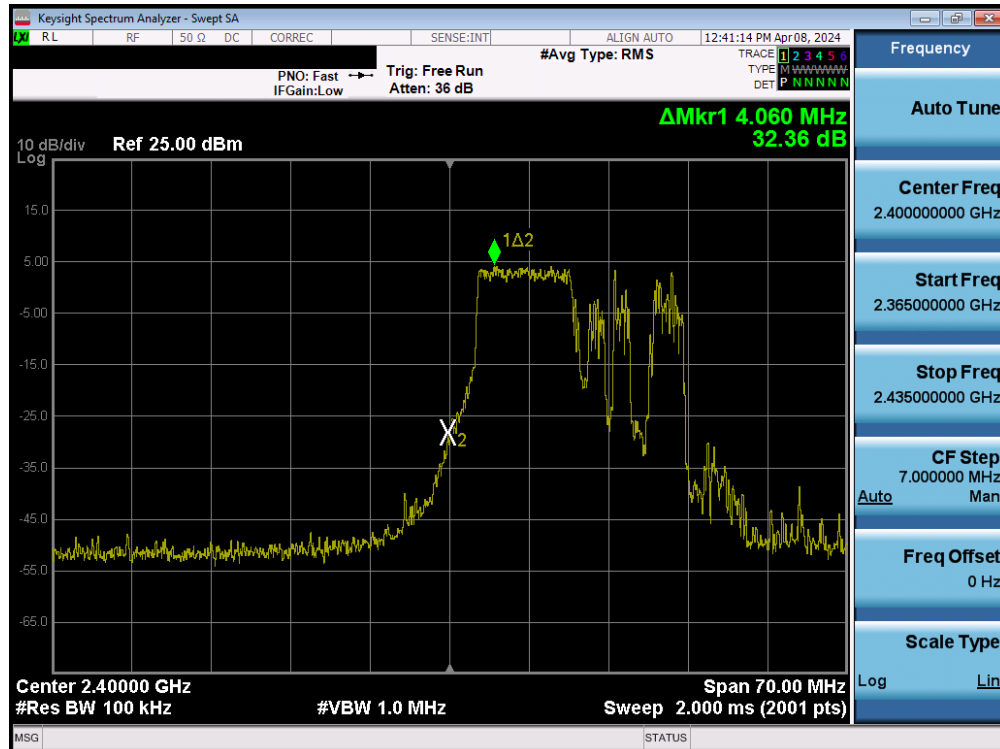 Keysight Spectrum Analyzer - Swept SA
LXI RL RF 50 Ω DC CORREC SENSE:INT ALIGN AUTO 12:41:14 PM Apr 08, 2024
#Avg Type: RMS TRACE 1 2 3 4 5 6
PNO: Fast Trig: Free Run TYPE M WWWWW
IFGain:Low Atten: 36 dB DET P N N N N N
ΔMkr1 4.060 MHz
32.36 dB
10 dB/div Ref 25.00 dBm
Log
15.0
1Δ2
5.00
-5.00
-15.0
-25.0
X2
-35.0
-45.0
-55.0
-65.0
Center 2.40000 GHz Span 70.00 MHz
#Res BW 100 kHz #VBW 1.0 MHz Sweep 2.000 ms (2001 pts)
MSG STATUS
Frequency
Auto Tune
Center Freq
2.400000000 GHz
Start Freq
2.365000000 GHz
Stop Freq
2.435000000 GHz
CF Step
7.000000 MHz
Auto Man
Freq Offset
0 Hz
Scale Type
Log Lin